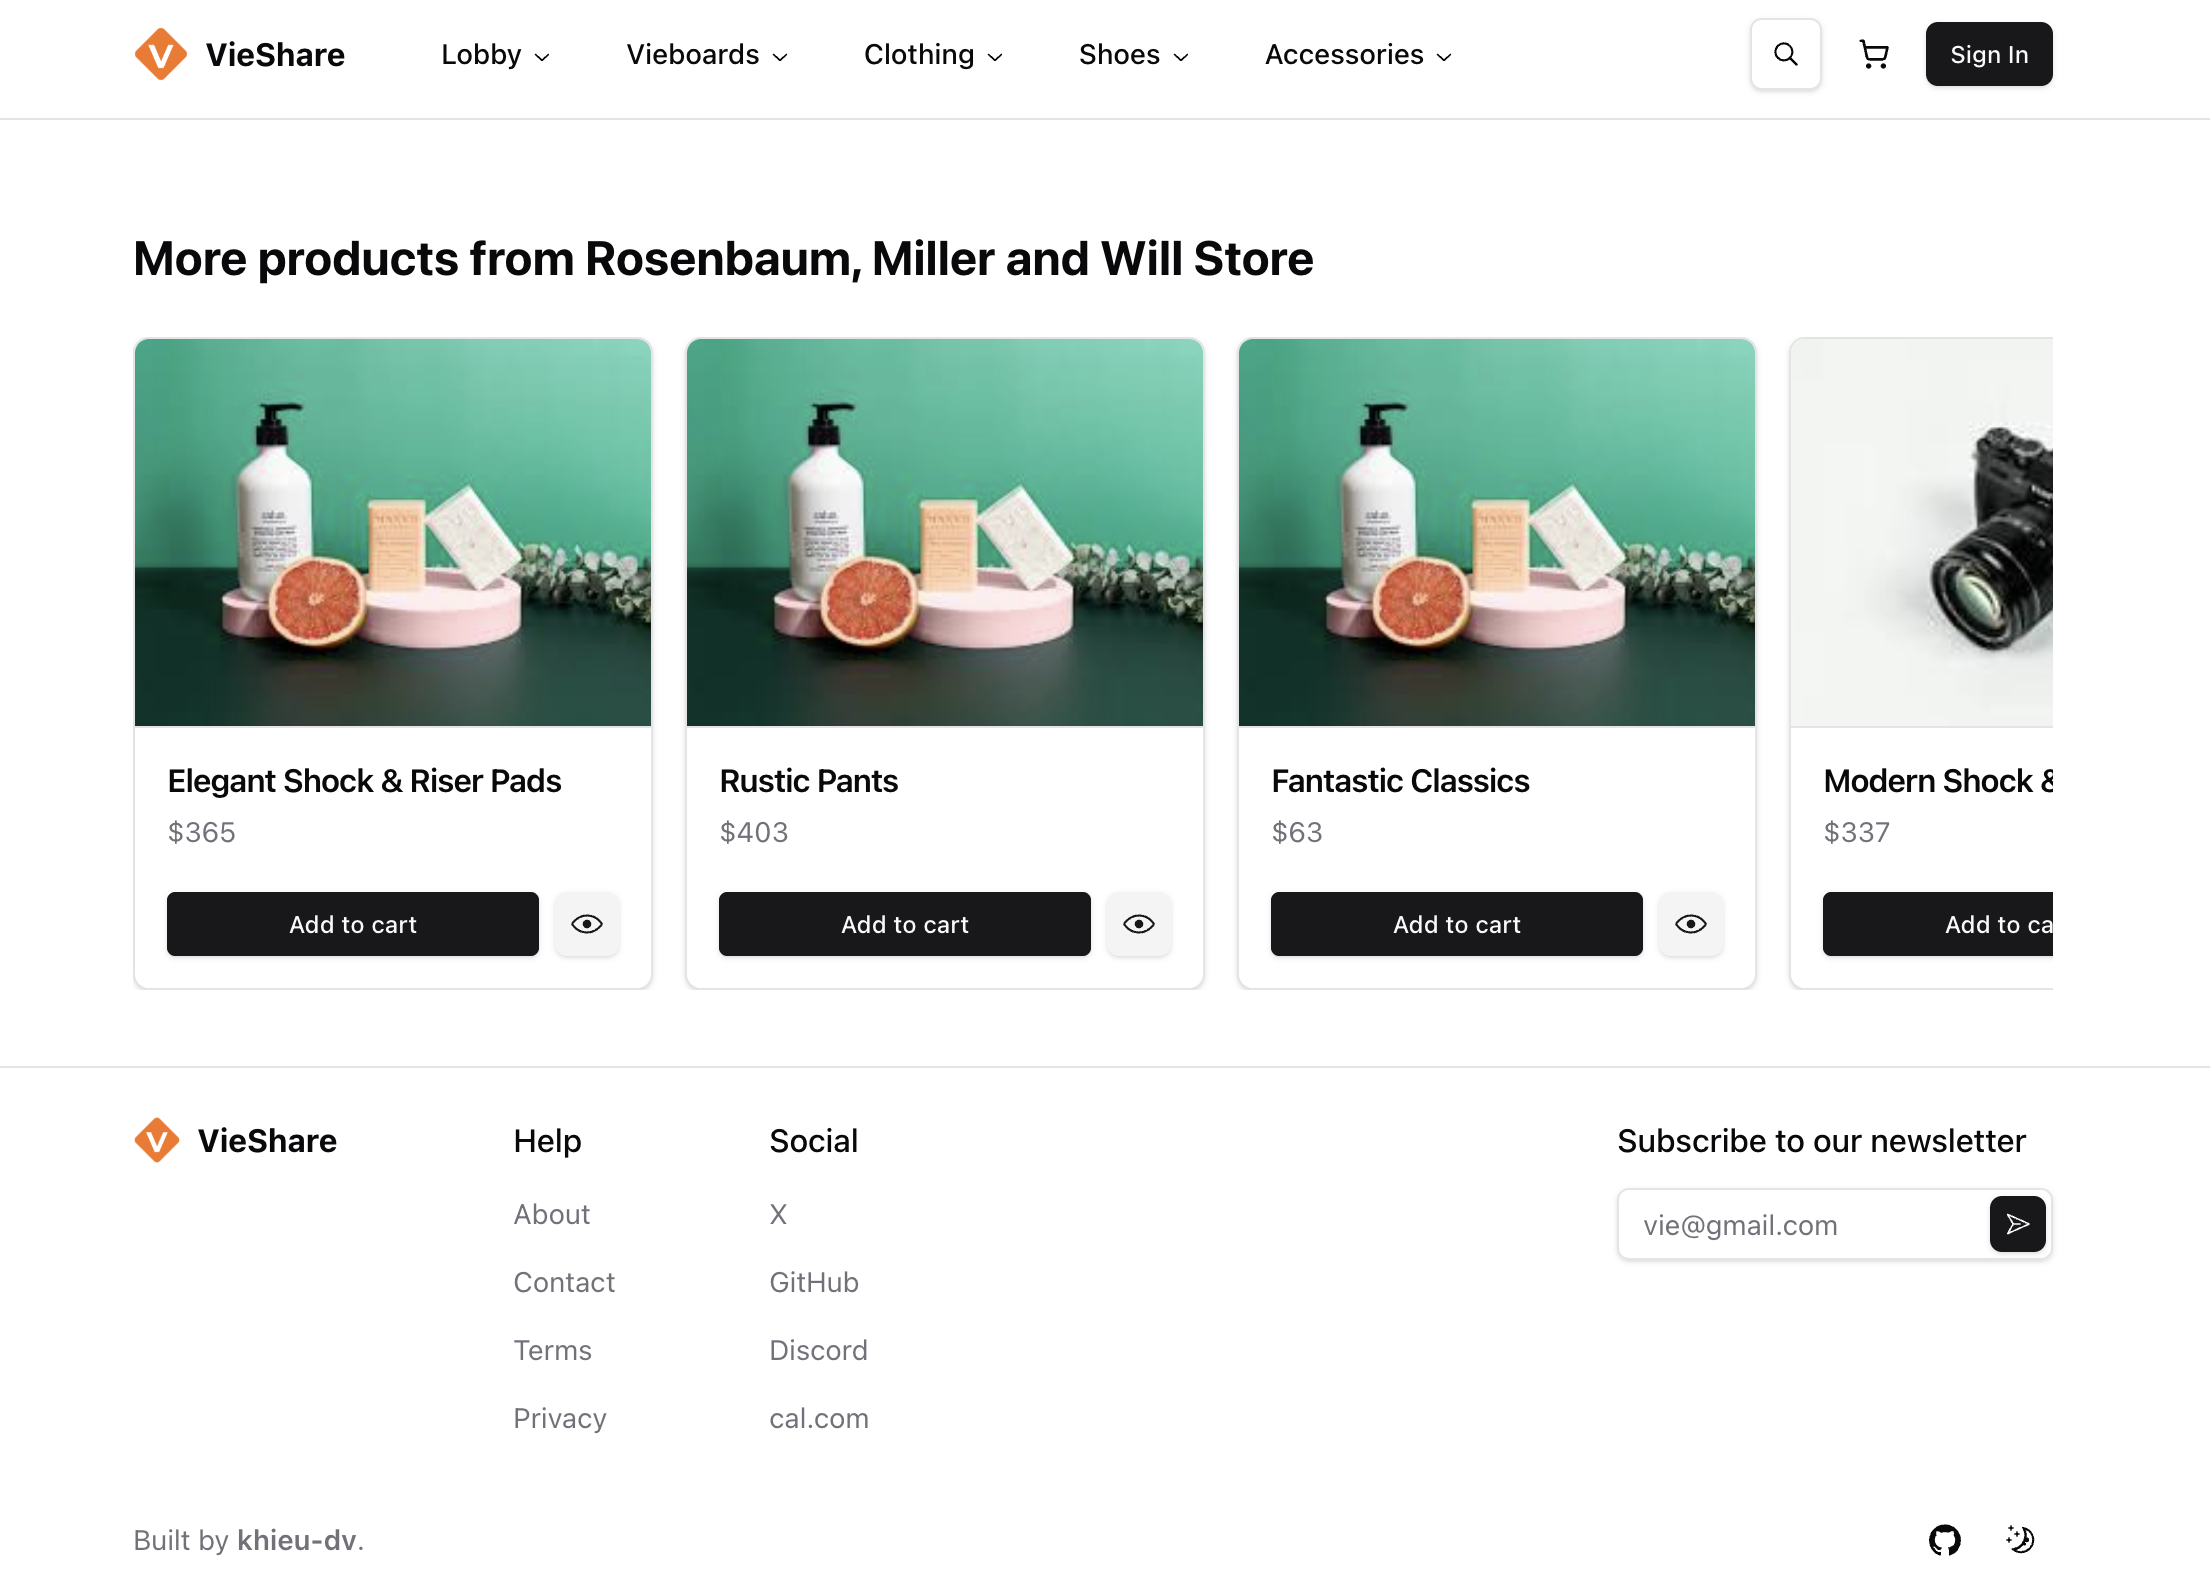 VieShare Lobby Vieboards Clothing Shoes Accessories Sign In
More products from Rosenbaum, Miller and Will Store
Elegant Shock & Riser Pads
$365
Add to cart
Rustic Pants
$403
Add to cart
Fantastic Classics
$63
Add to cart
Modern Shock &
$337
Add to ca
VieShare
Help
About
Contact
Terms
Privacy
Social
X
GitHub
Discord
cal.com
Subscribe to our newsletter
vie@gmail.com
Built by khieu-dv.